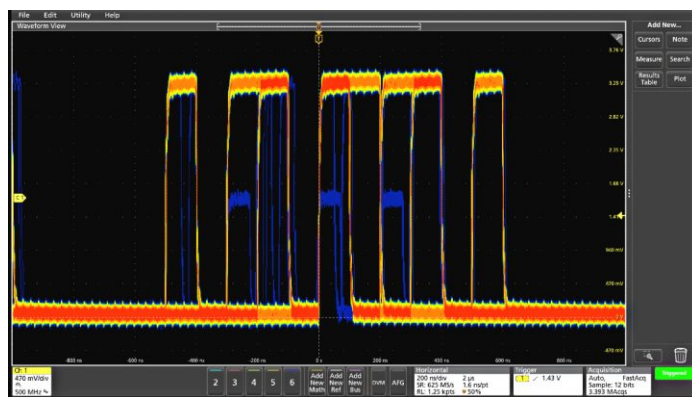 File Edit Utility Help
Waveform View
Add New...
Cursors Note
Measure Search
Results Table Plot
3.76 V
3.29 V
2.82 V
2.35 V
1.88 V
1.41
940 mV
470 mV
-470 mV
-800 ns -600 ns -400 ns -200 ns 0 s 200 ns 400 ns 600 ns 800 ns
Ch 1
470 mV/div
500 MHz
2 3 4 5 6
Add New Math
Add New Ref
Add New Bus
DVM AFG
Horizontal
200 ns/div 2 µs
SR: 625 MS/s 1.6 ns/pt
RL: 1.25 kpts 50%
Trigger
1 1.43 V
Acquisition
Auto, FastAcq
Sample: 12 bits
3.393 MAcqs
Triggered